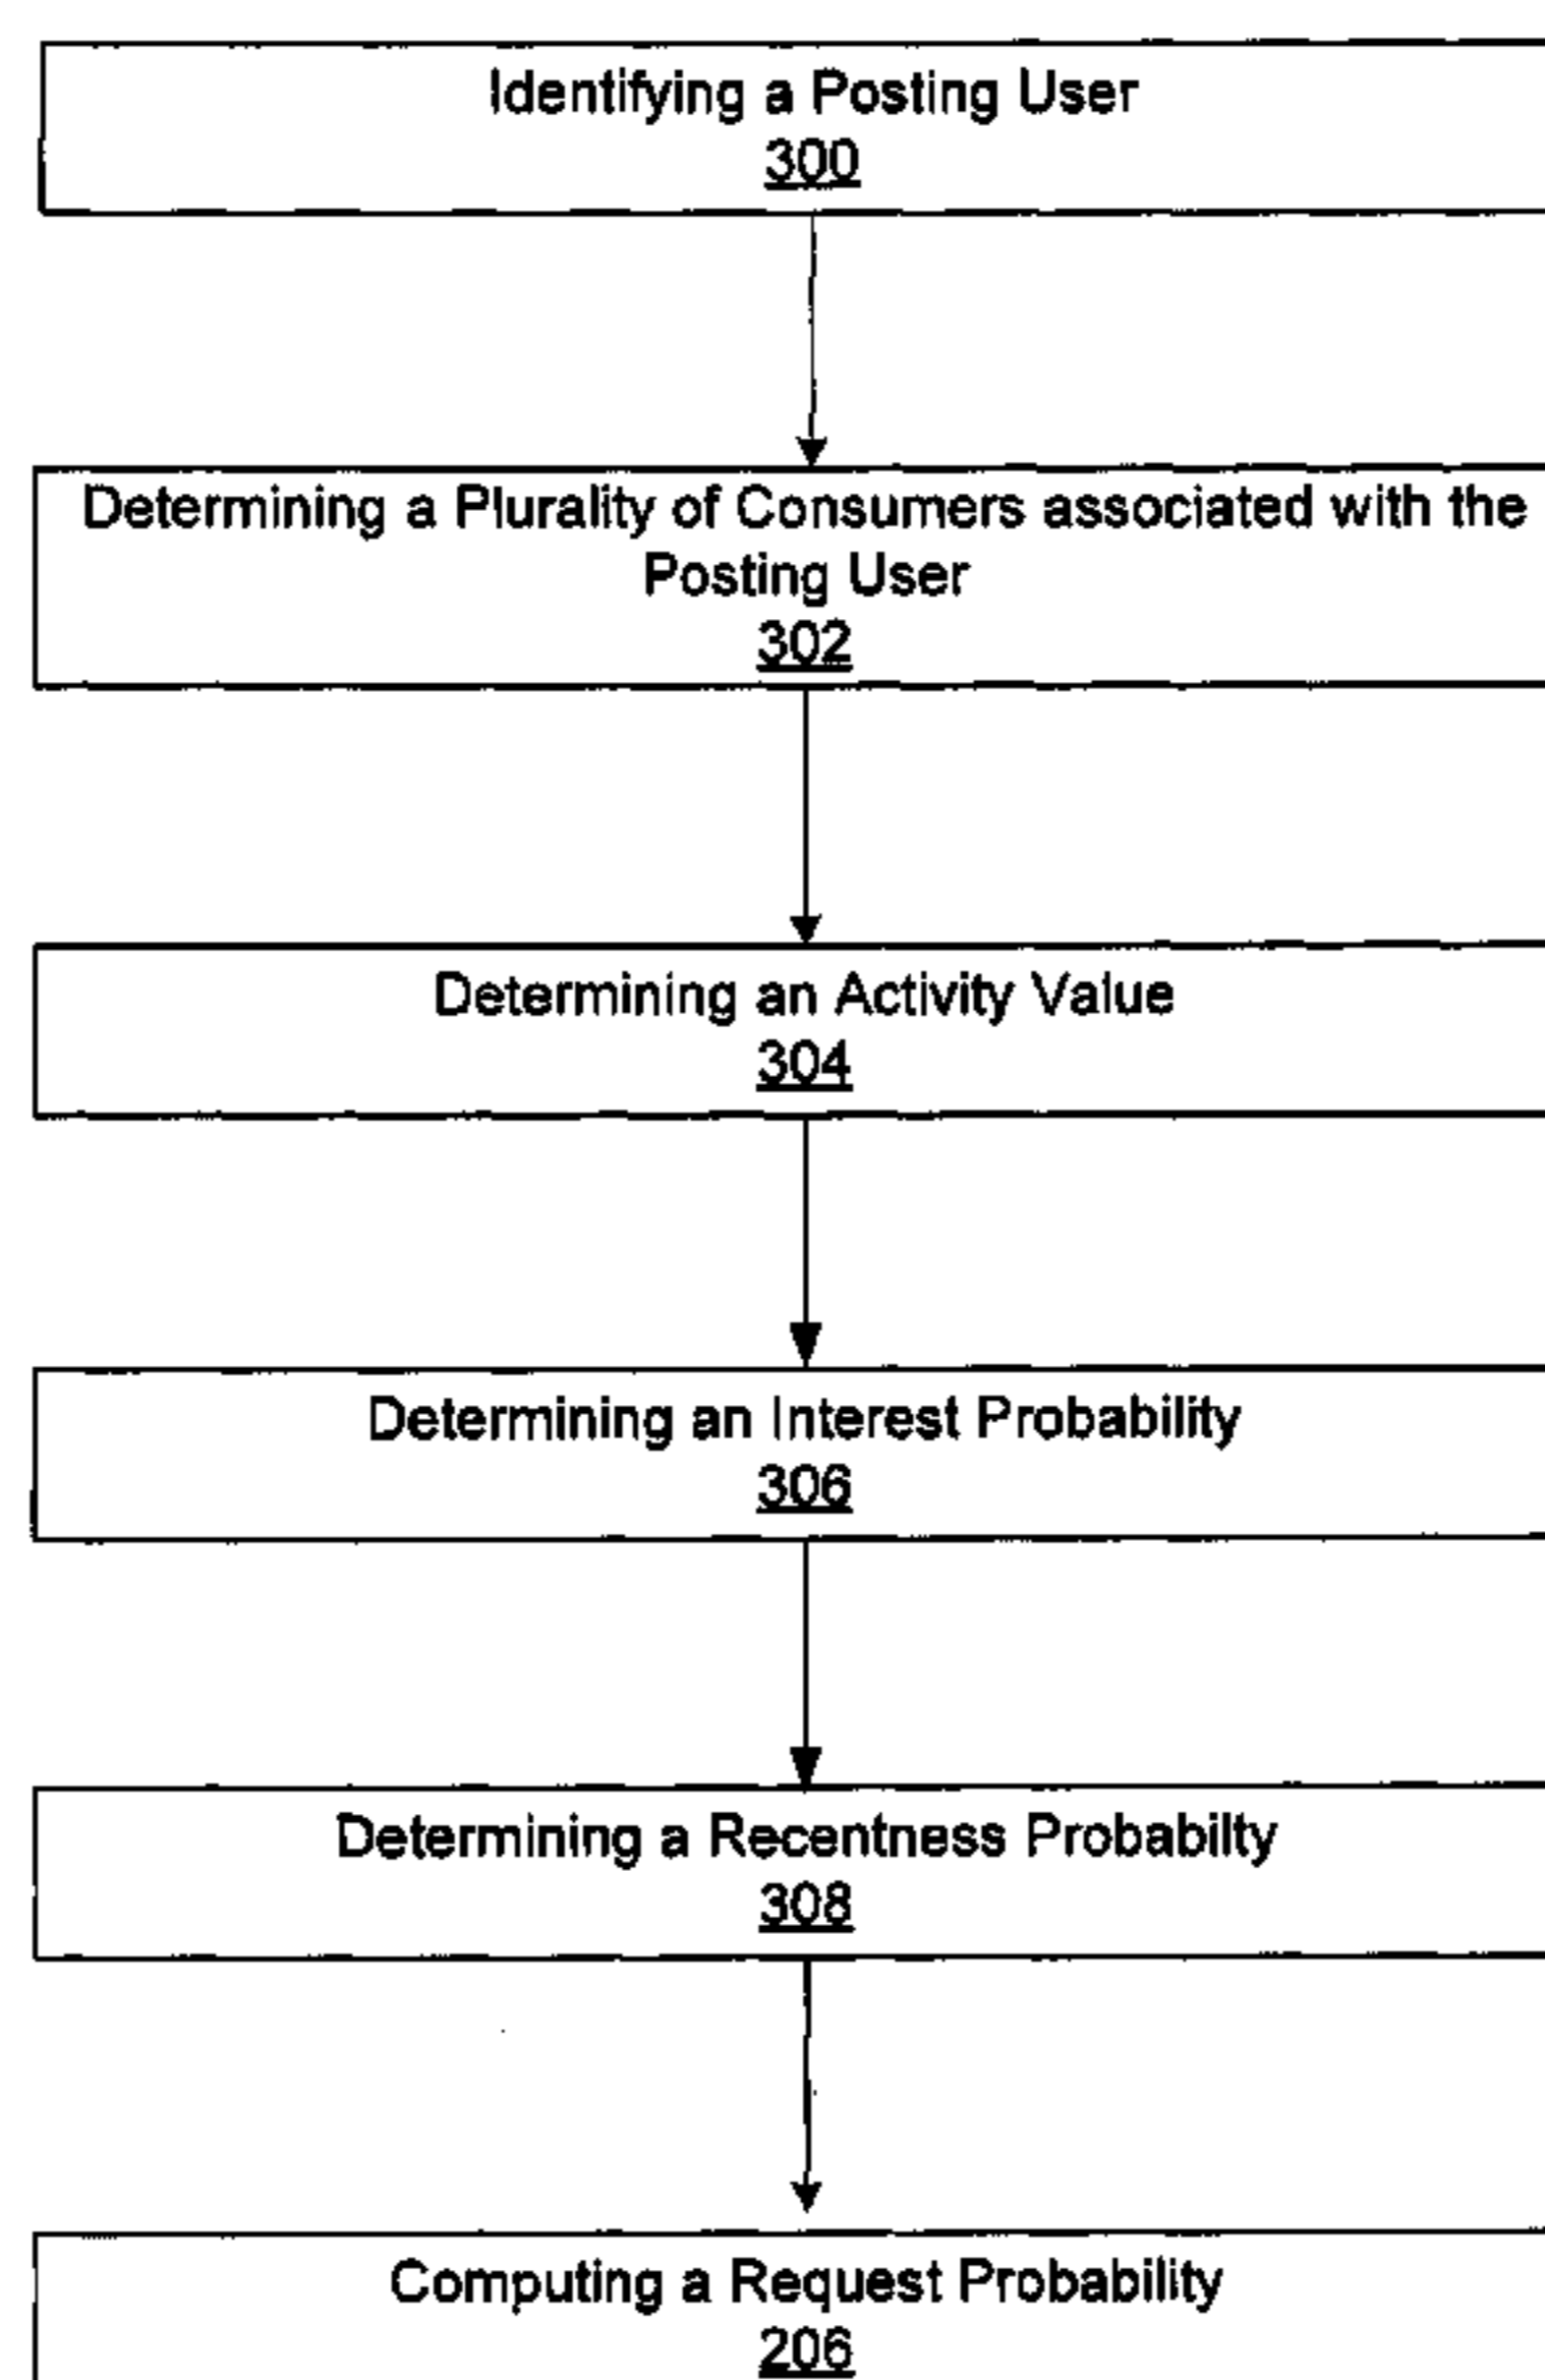 Identifying a Posting User
300
Determining a Plurality of Consumers associated with the
Posting User
302
Determining an Activity Value
304
Determining an Interest Probability
306
Determining a Recentness Probabilty
308
Computing a Request Probability
206